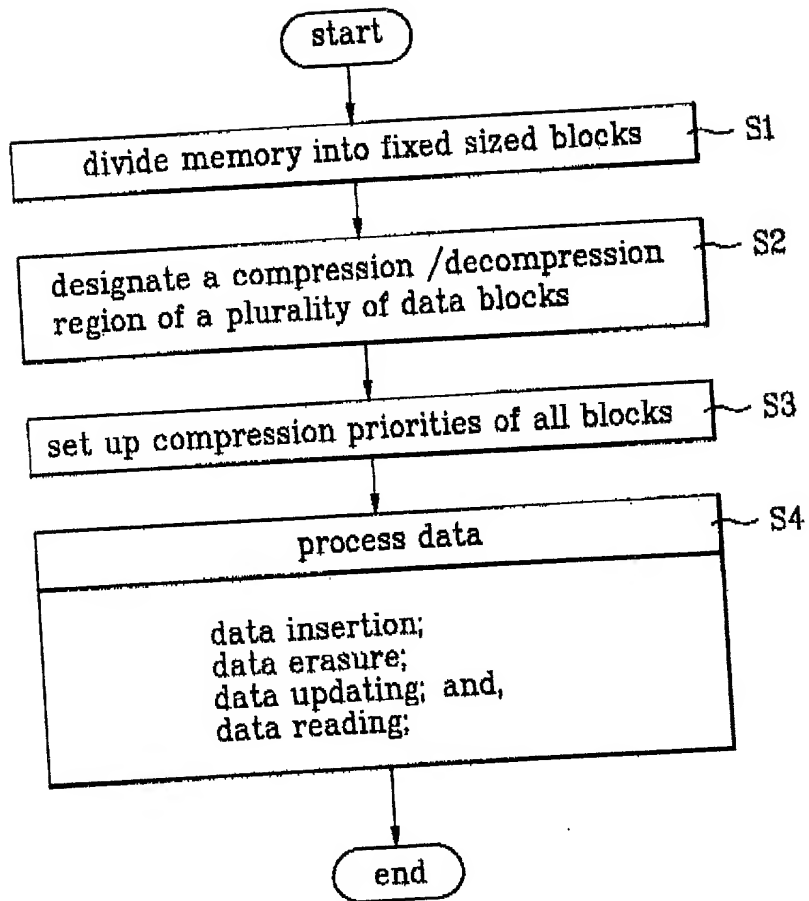 start
divide memory into fixed sized blocks
S1
designate a compression /decompression
region of a plurality of data blocks
S2
set up compression priorities of all blocks
S3
process data
S4
data insertion;
data erasure;
data updating; and,
data reading;
end